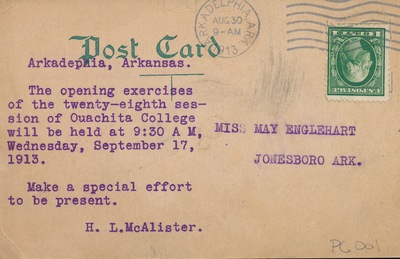 ARKADELPHIA, ARK.
AUG 30
9-AM
1913
Post Card
Arkadephia, Arkansas.
The opening exercises
of the twenty-eighth ses-
sion of Ouachita College
will be held at 9:30 A M,
Wednesday, September 17,
1913.
Make a special effort
to be present.
H. L.McAlister.
MISS MAY ENGLEHART
JONESBORO ARK.
U.S.POSTAGE
PC 001